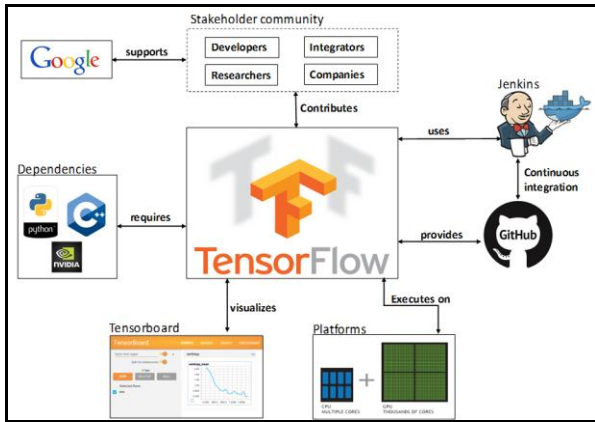 Stakeholder community
Google
supports
Developers
Integrators
Researchers
Companies
Contributes
Jenkins
uses
Continuous
integration
Dependencies
python
C++
NVIDIA
requires
TensorFlow
provides
GitHub
visualizes
Executes on
Tensorboard
TensorBoard
Platforms
CPU
MULTIPLE CORES
GPU
THOUSANDS OF CORES